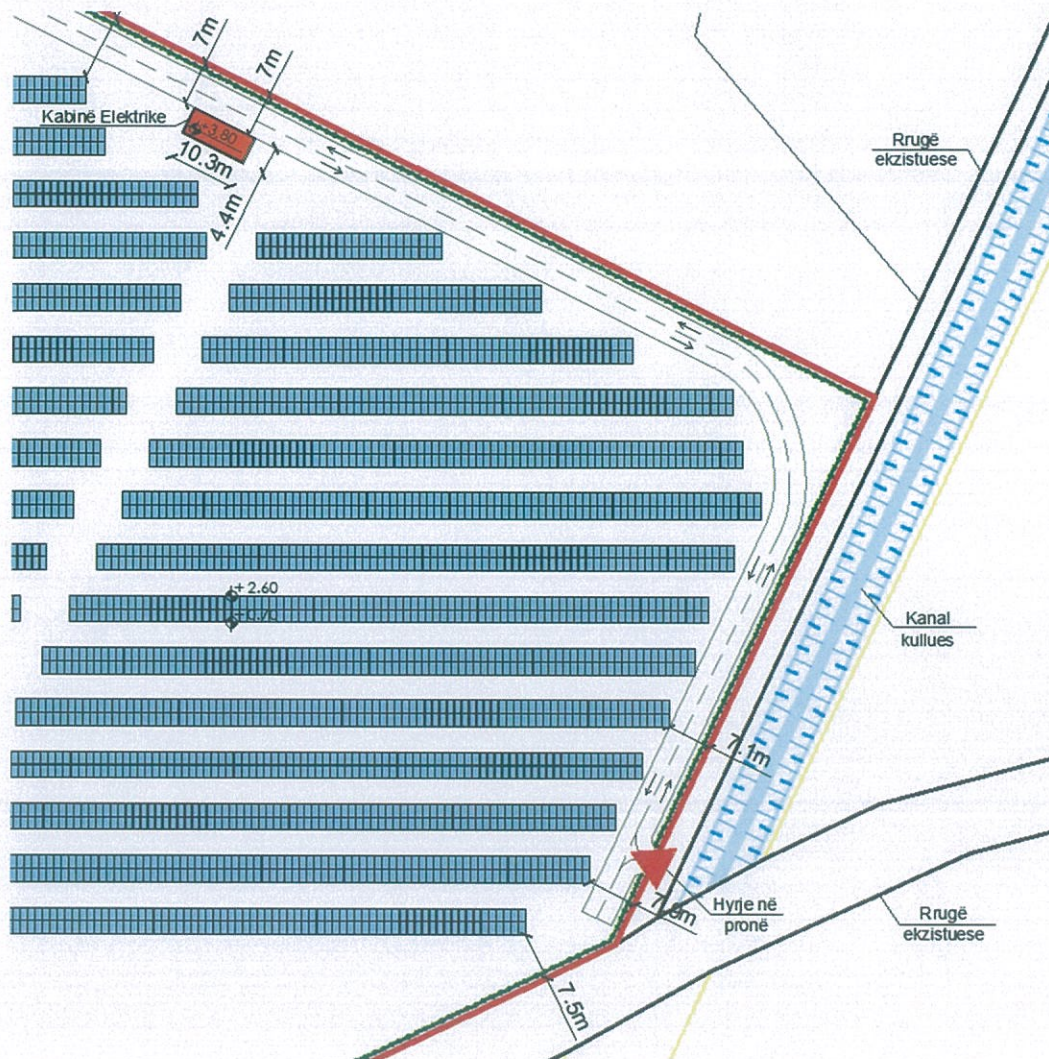 7m
7m
Kabinë Elektrike
+3.80
10.3m
4.4m
Rrugë
ekzistuese
+ 2.60
Kanal
kullues
7.1m
Hyrje në
pronë
Rrugë
ekzistuese
7.5m